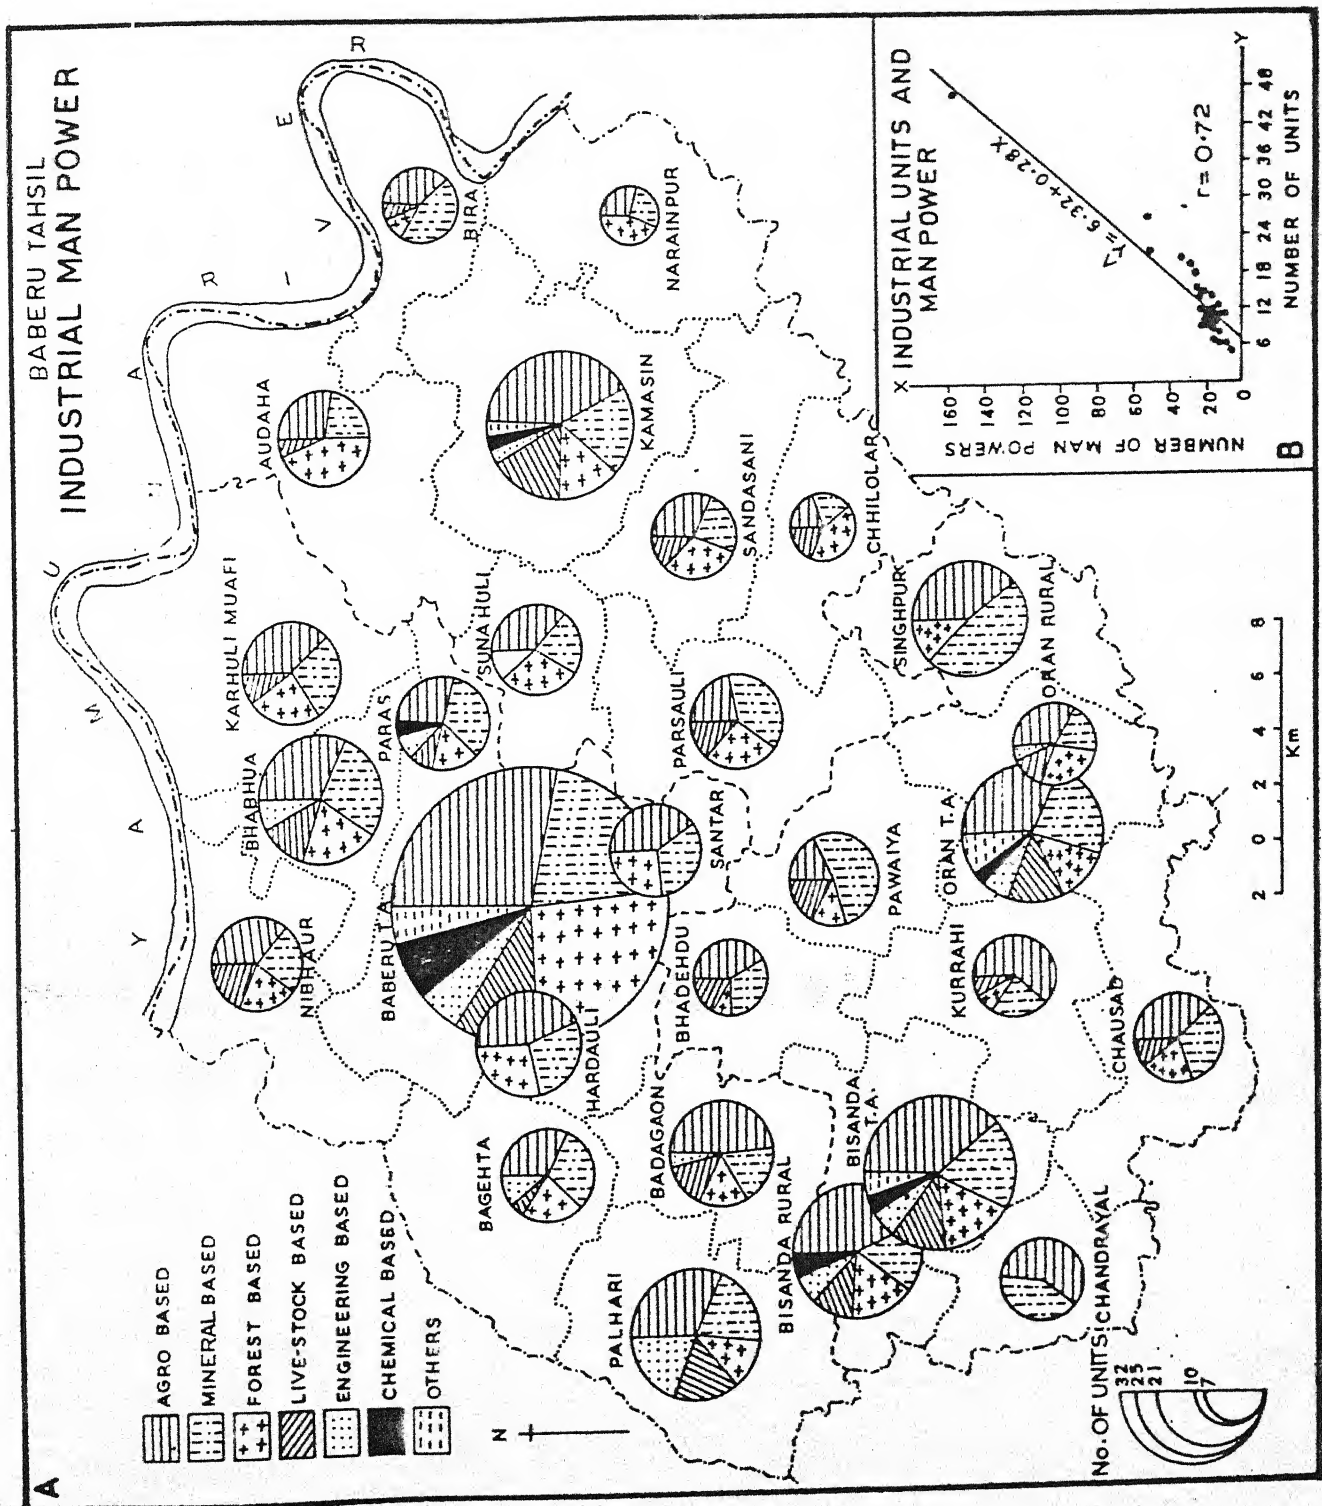 A
BABERU TAHSIL
INDUSTRIAL MAN POWER
YAMUNA RIVER
AGRO BASED
MINERAL BASED
FOREST BASED
LIVE-STOCK BASED
ENGINEERING BASED
CHEMICAL BASED
OTHERS
N
NIBHAUR
BHABHUA
KARHULI MUAFI
AUDAHA
BIRA
NARAINPUR
BABERU T.A.
PARAS
SUNAHULI
KAMASIN
BAGEHTA
HARDAULI
SANTAR
PARSAULI
SANDASANI
CHHILOLAR
PALHARI
BADAGAON
BHADEHDU
PAWAIYA
SINGHPUR
BISANDA RURAL
BISANDA T.A.
KURRAHI
ORAN T.A.
ORAN RURAL
CHANDRAYAL
CHAUSAD
No. OF UNITS
32
25
21
10
7
2 0 2 4 6 8
Km
B
INDUSTRIAL UNITS AND
MAN POWER
X
160
140
120
100
80
60
40
20
0
NUMBER OF MAN POWERS
Y=6.32+0.28X
r=0.72
6 12 18 24 30 36 42 48 Y
NUMBER OF UNITS